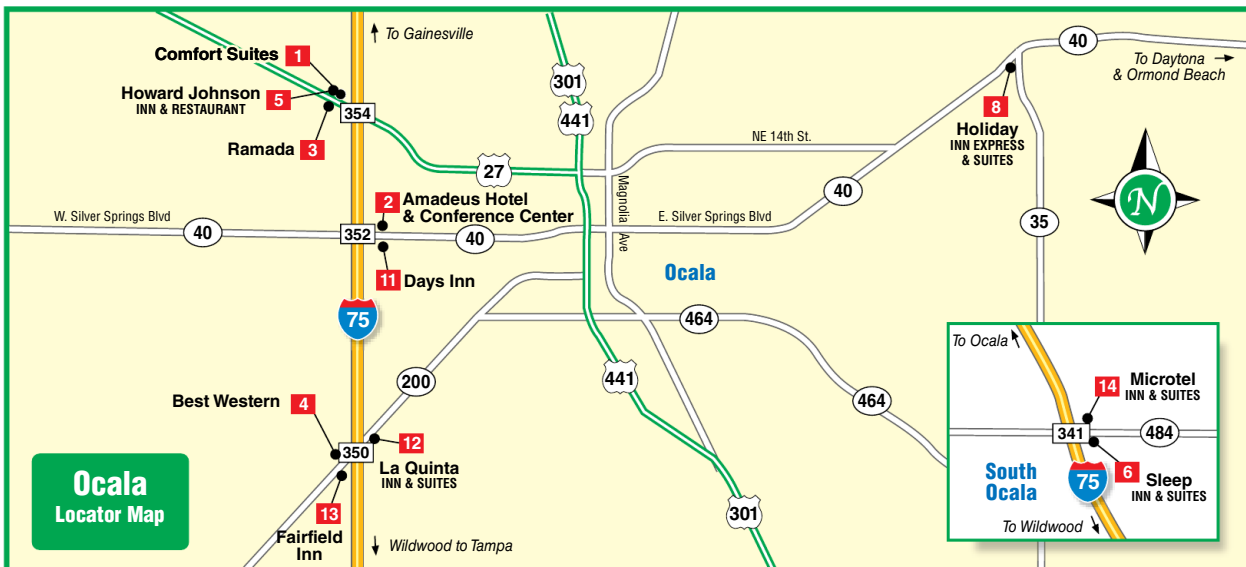 To Gainesville
Comfort Suites 1
Howard Johnson
INN & RESTAURANT
5
Ramada 3
354
301
441
27
NE 14th St.
40
To Daytona
& Ormond Beach
8
Holiday
INN EXPRESS
& SUITES
N
W. Silver Springs Blvd
40
352
2 Amadeus Hotel
& Conference Center
40
Magnolia Ave
E. Silver Springs Blvd
40
35
11 Days Inn
Ocala
75
464
441
200
464
Best Western 4
350
12
La Quinta
INN & SUITES
13
Fairfield
Inn
Wildwood to Tampa
301
Ocala
Locator Map
To Ocala
14 Microtel
INN & SUITES
341
484
South
Ocala
75
6 Sleep
INN & SUITES
To Wildwood